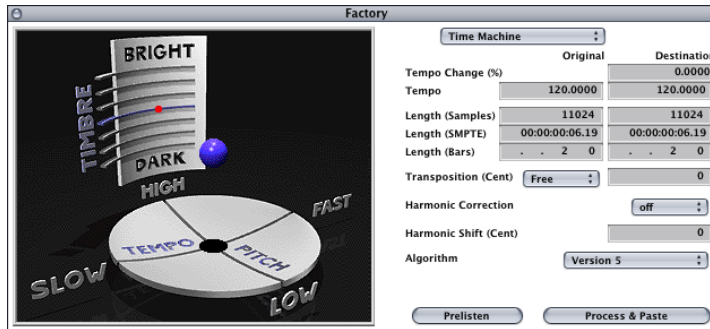 Factory
BRIGHT
TIMBRE
DARK
HIGH
FAST
TEMPO
PITCH
SLOW
LOW
Time Machine
Original Destination
Tempo Change (%) 0.0000
Tempo 120.0000 120.0000
Length (Samples) 11024 11024
Length (SMPTE) 00:00:00:06.19 00:00:00:06.19
Length (Bars) . . 2 0 . . 2 0
Transposition (Cent) Free 0
Harmonic Correction off
Harmonic Shift (Cent) 0
Algorithm Version 5
Prelisten Process & Paste